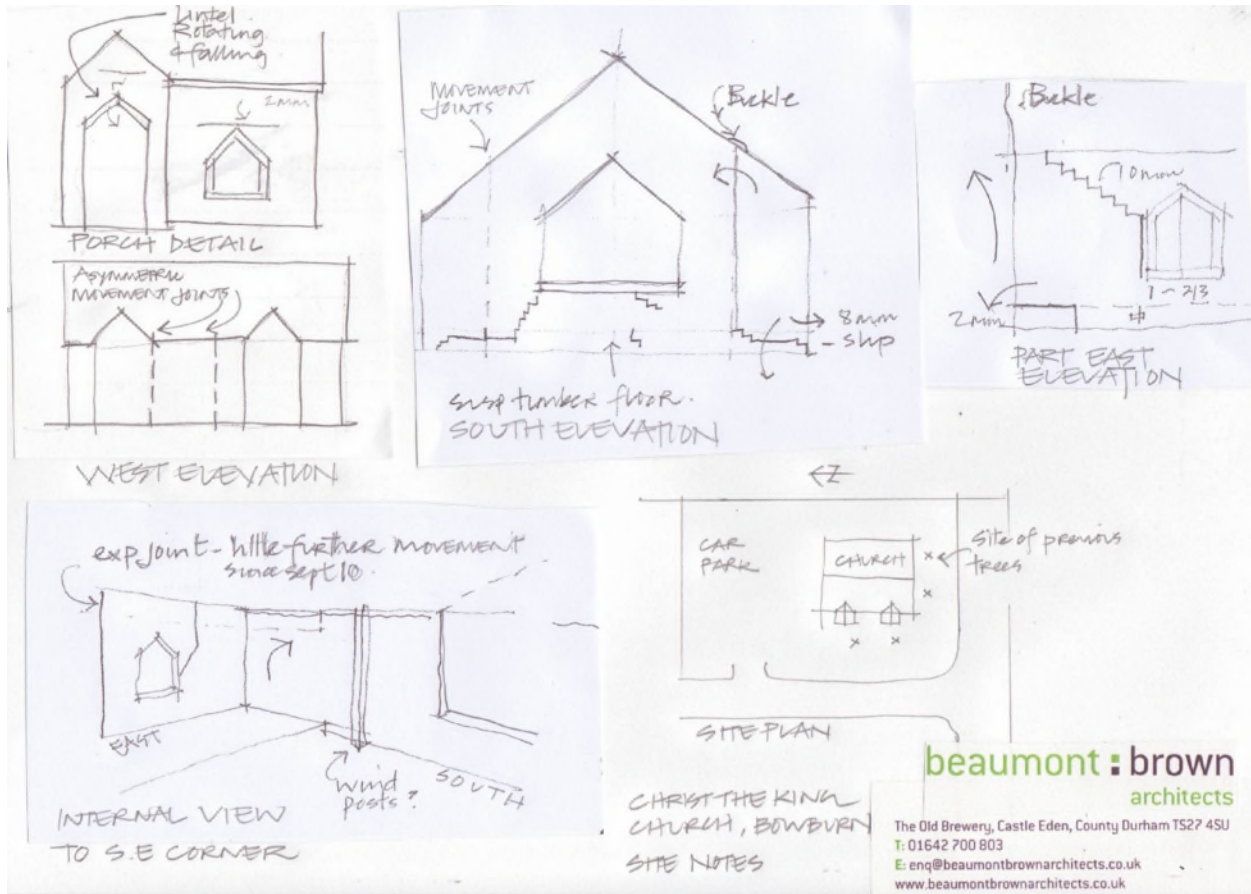 Lintel
Rotating
& falling
2mm
PORCH DETAIL
Asymmetric
MOVEMENT JOINTS
WEST ELEVATION
MOVEMENT
JOINTS
Buckle
8mm
- slip
susp timber floor.
SOUTH ELEVATION
Buckle
10mm
1-2/3
2mm
PART EAST
ELEVATION
exp joint - little further MOVEMENT
since sept 10.
EAST
wind
posts?
SOUTH
INTERNAL VIEW
TO S.E CORNER
Z
CAR
PARK
CHURCH
Site of previous
trees
SITE PLAN
CHRIST THE KING
CHURCH, BOWBURN
SITE NOTES
beaumont:brown
architects
The Old Brewery, Castle Eden, County Durham TS27 4SU
T: 01642 700 803
E: enq@beaumontbrownarchitects.co.uk
www.beaumontbrownarchitects.co.uk